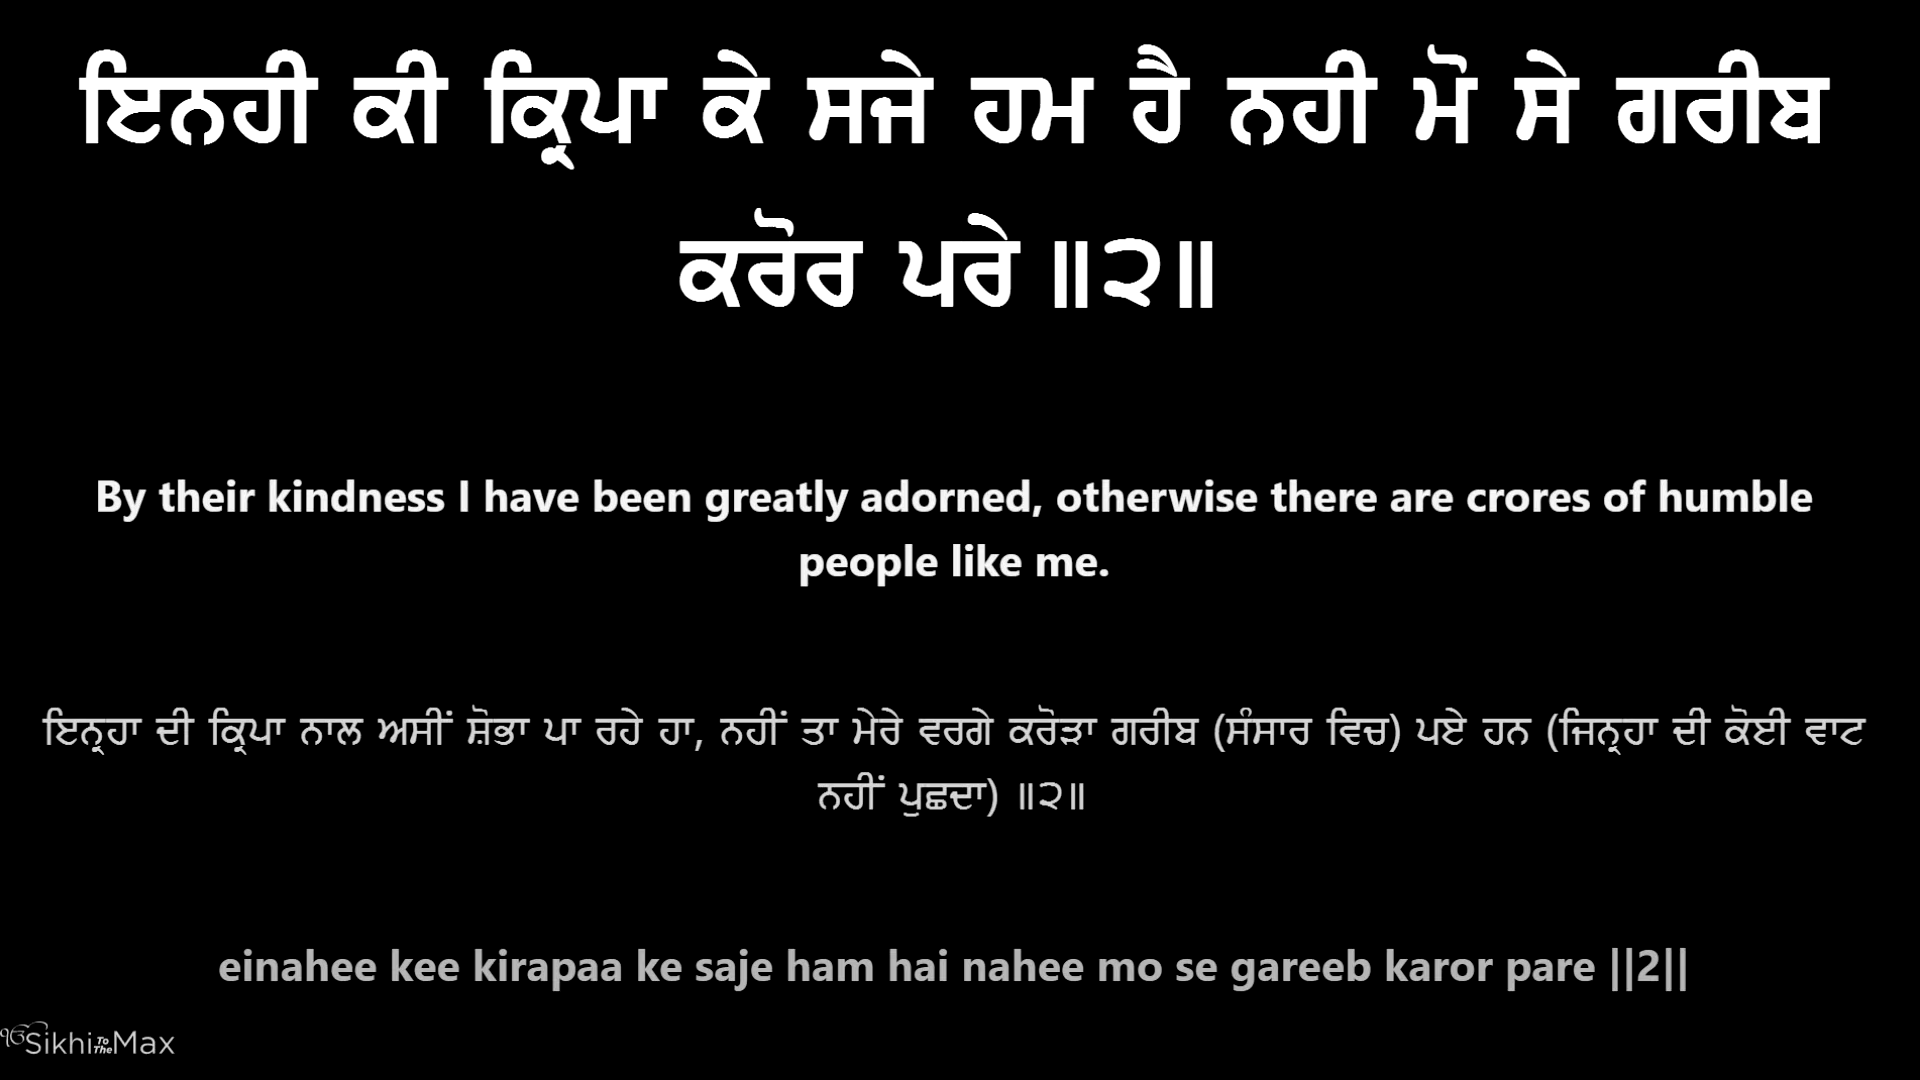 ਇਨਹੀ ਕੀ ਕ੍ਰਿਪਾ ਕੇ ਸਜੇ ਹਮ ਹੈ ਨਹੀ ਮੋ ਸੇ ਗਰੀਬ
ਕਰੋਰ ਪਰੇ ॥੨॥
By their kindness I have been greatly adorned, otherwise there are crores of humble
people like me.
ਇਨ੍ਹਾ ਦੀ ਕ੍ਰਿਪਾ ਨਾਲ ਅਸੀਂ ਸ਼ੋਭਾ ਪਾ ਰਹੇ ਹਾ, ਨਹੀਂ ਤਾ ਮੇਰੇ ਵਰਗੇ ਕਰੋੜਾ ਗਰੀਬ (ਸੰਸਾਰ ਵਿਚ) ਪਏ ਹਨ (ਜਿਨ੍ਹਾ ਦੀ ਕੋਈ ਵਾਟ
ਨਹੀਂ ਪੁਛਦਾ) ॥੨॥
einahee kee kirapaa ke saje ham hai nahee mo se gareeb karor pare ||2||
ੴSikhiToTheMax